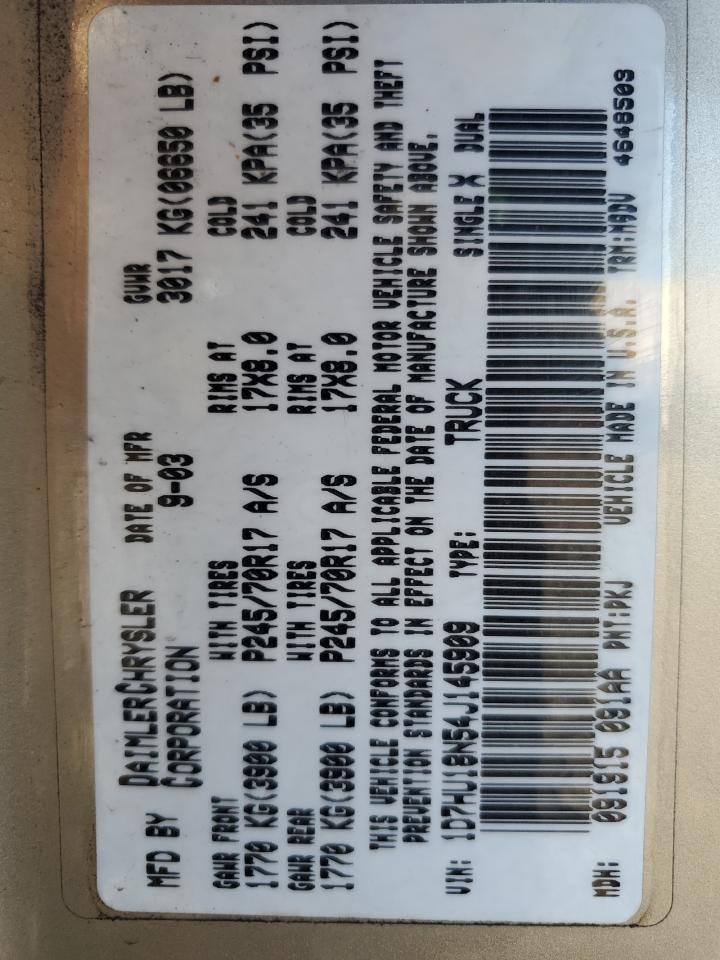 MFD BY DAIMLERCHRYSLER CORPORATION DATE OF MFR 9-03 GVWR 3017 KG(06650 LB)
GAWR FRONT WITH TIRES RIMS AT COLD
1770 KG(3900 LB) P245/70R17 A/S 17X8.0 241 KPA(35 PSI)
GAWR REAR WITH TIRES RIMS AT COLD
1770 KG(3900 LB) P245/70R17 A/S 17X8.0 241 KPA(35 PSI)
THIS VEHICLE CONFORMS TO ALL APPLICABLE FEDERAL MOTOR VEHICLE SAFETY AND THEFT
PREVENTION STANDARDS IN EFFECT ON THE DATE OF MANUFACTURE SHOWN ABOVE.
VIN: 1D7HU18N54J145909 TYPE: TRUCK SINGLE X DUAL
MDH: 091915 091AA PNT:PKJ VEHICLE MADE IN U.S.A. TRM:M9DV 4648509